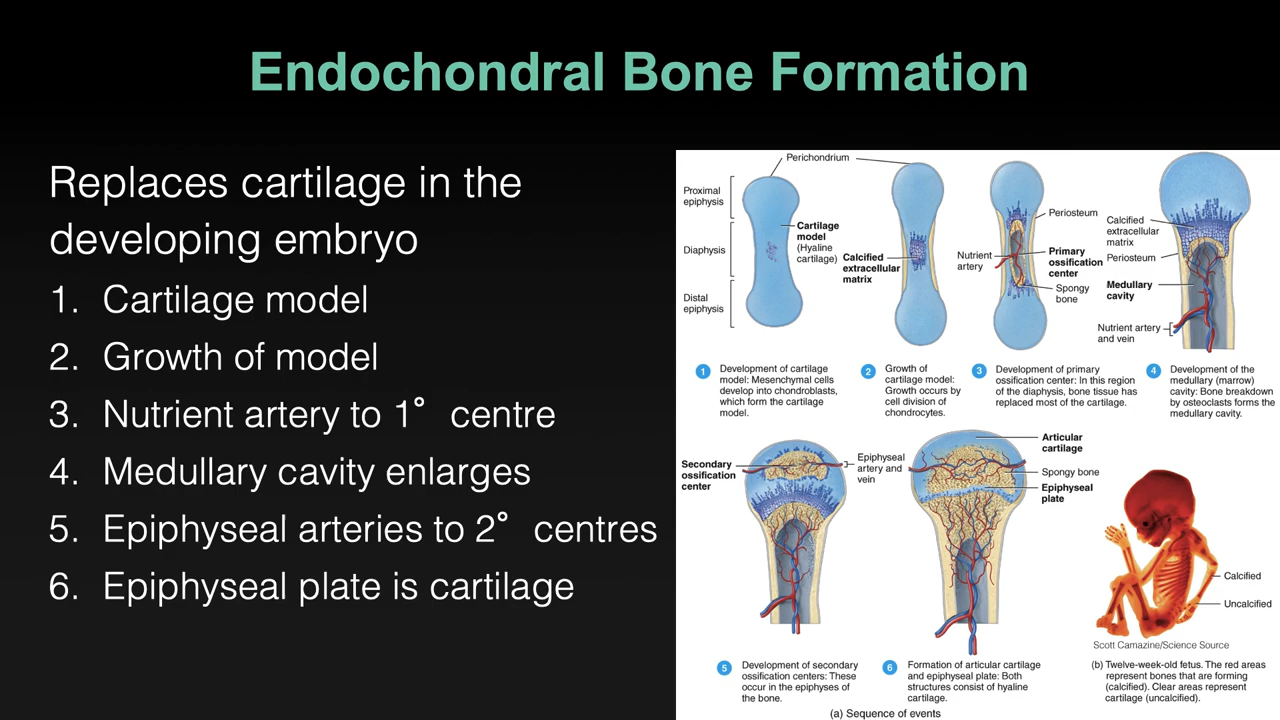 Endochondral Bone Formation
Replaces cartilage in the
developing embryo
1. Cartilage model
2. Growth of model
3. Nutrient artery to 1° centre
4. Medullary cavity enlarges
5. Epiphyseal arteries to 2° centres
6. Epiphyseal plate is cartilage
Perichondrium
Proximal
epiphysis
Diaphysis
Distal
epiphysis
Cartilage
model
(Hyaline
cartilage)
Calcified
extracellular
matrix
Periosteum
Nutrient
artery
Primary
ossification
center
Spongy
bone
Calcified
extracellular
matrix
Periosteum
Medullary
cavity
Nutrient artery
and vein
1 Development of cartilage
model: Mesenchymal cells
develop into chondroblasts,
which form the cartilage
model.
2 Growth of
cartilage model:
Growth occurs by
cell division of
chondrocytes.
3 Development of primary
ossification center: In this region
of the diaphysis, bone tissue has
replaced most of the cartilage.
4 Development of the
medullary (marrow)
cavity: Bone breakdown
by osteoclasts forms the
medullary cavity.
Secondary
ossification
center
Epiphyseal
artery and
vein
Articular
cartilage
Spongy bone
Epiphyseal
plate
Calcified
Uncalcified
Scott Camazine/Science Source
5 Development of secondary
ossification centers: These
occur in the epiphyses of
the bone.
6 Formation of articular cartilage
and epiphyseal plate: Both
structures consist of hyaline
cartilage.
(b) Twelve-week-old fetus. The red areas
represent bones that are forming
(calcified). Clear areas represent
cartilage (uncalcified).
(a) Sequence of events